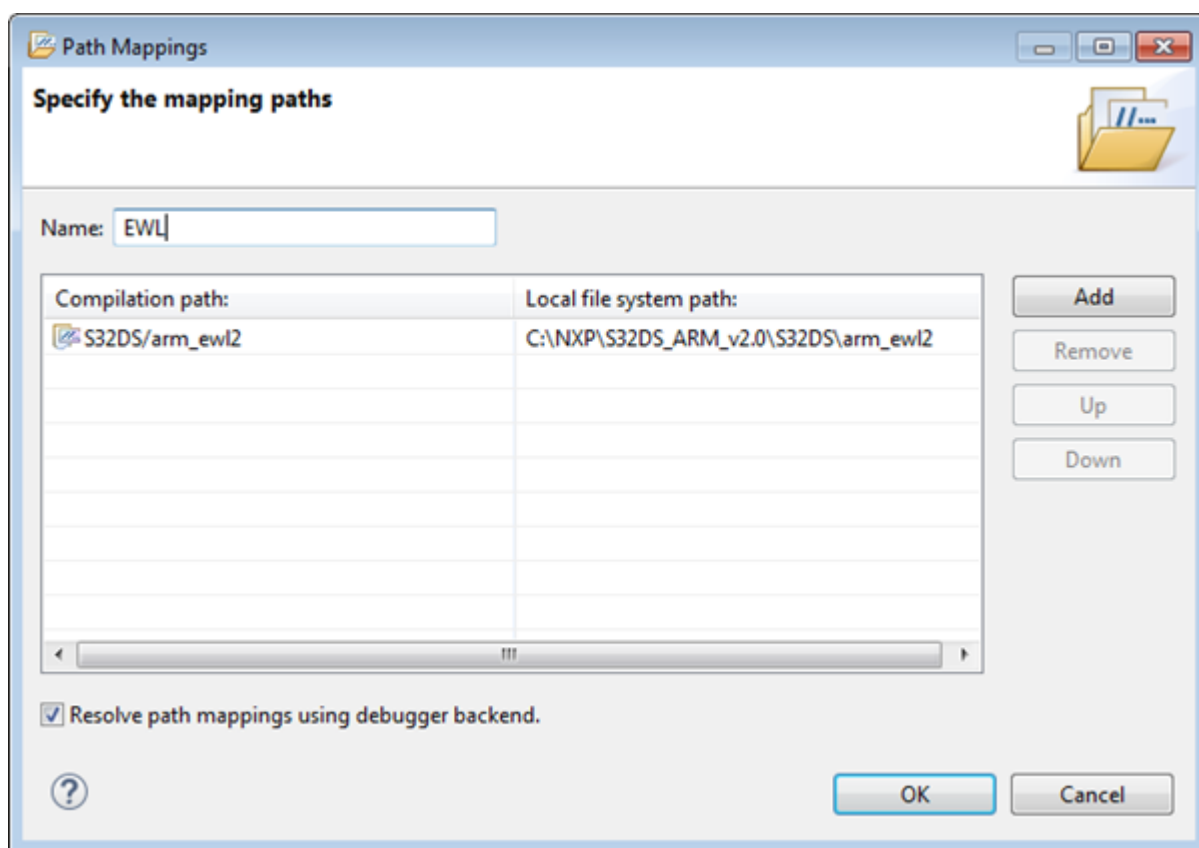 Path Mappings
Specify the mapping paths
Name: EWL
Compilation path: Local file system path:
S32DS/arm_ewl2 C:\NXP\S32DS_ARM_v2.0\S32DS\arm_ewl2
Add
Remove
Up
Down
Resolve path mappings using debugger backend.
OK Cancel